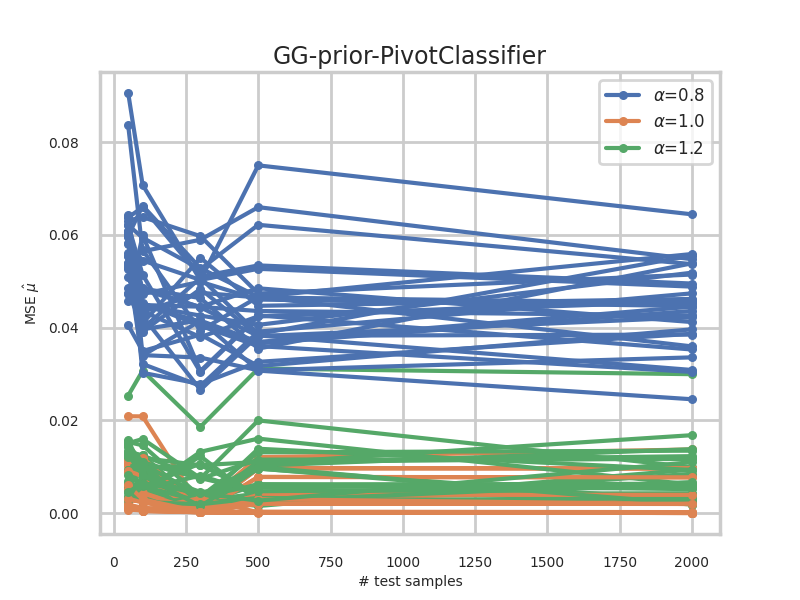 GG-prior-PivotClassifier
α=0.8
α=1.0
α=1.2
0.08
0.06
0.04
0.02
0.00
MSE μ̂
0 250 500 750 1000 1250 1500 1750 2000
# test samples